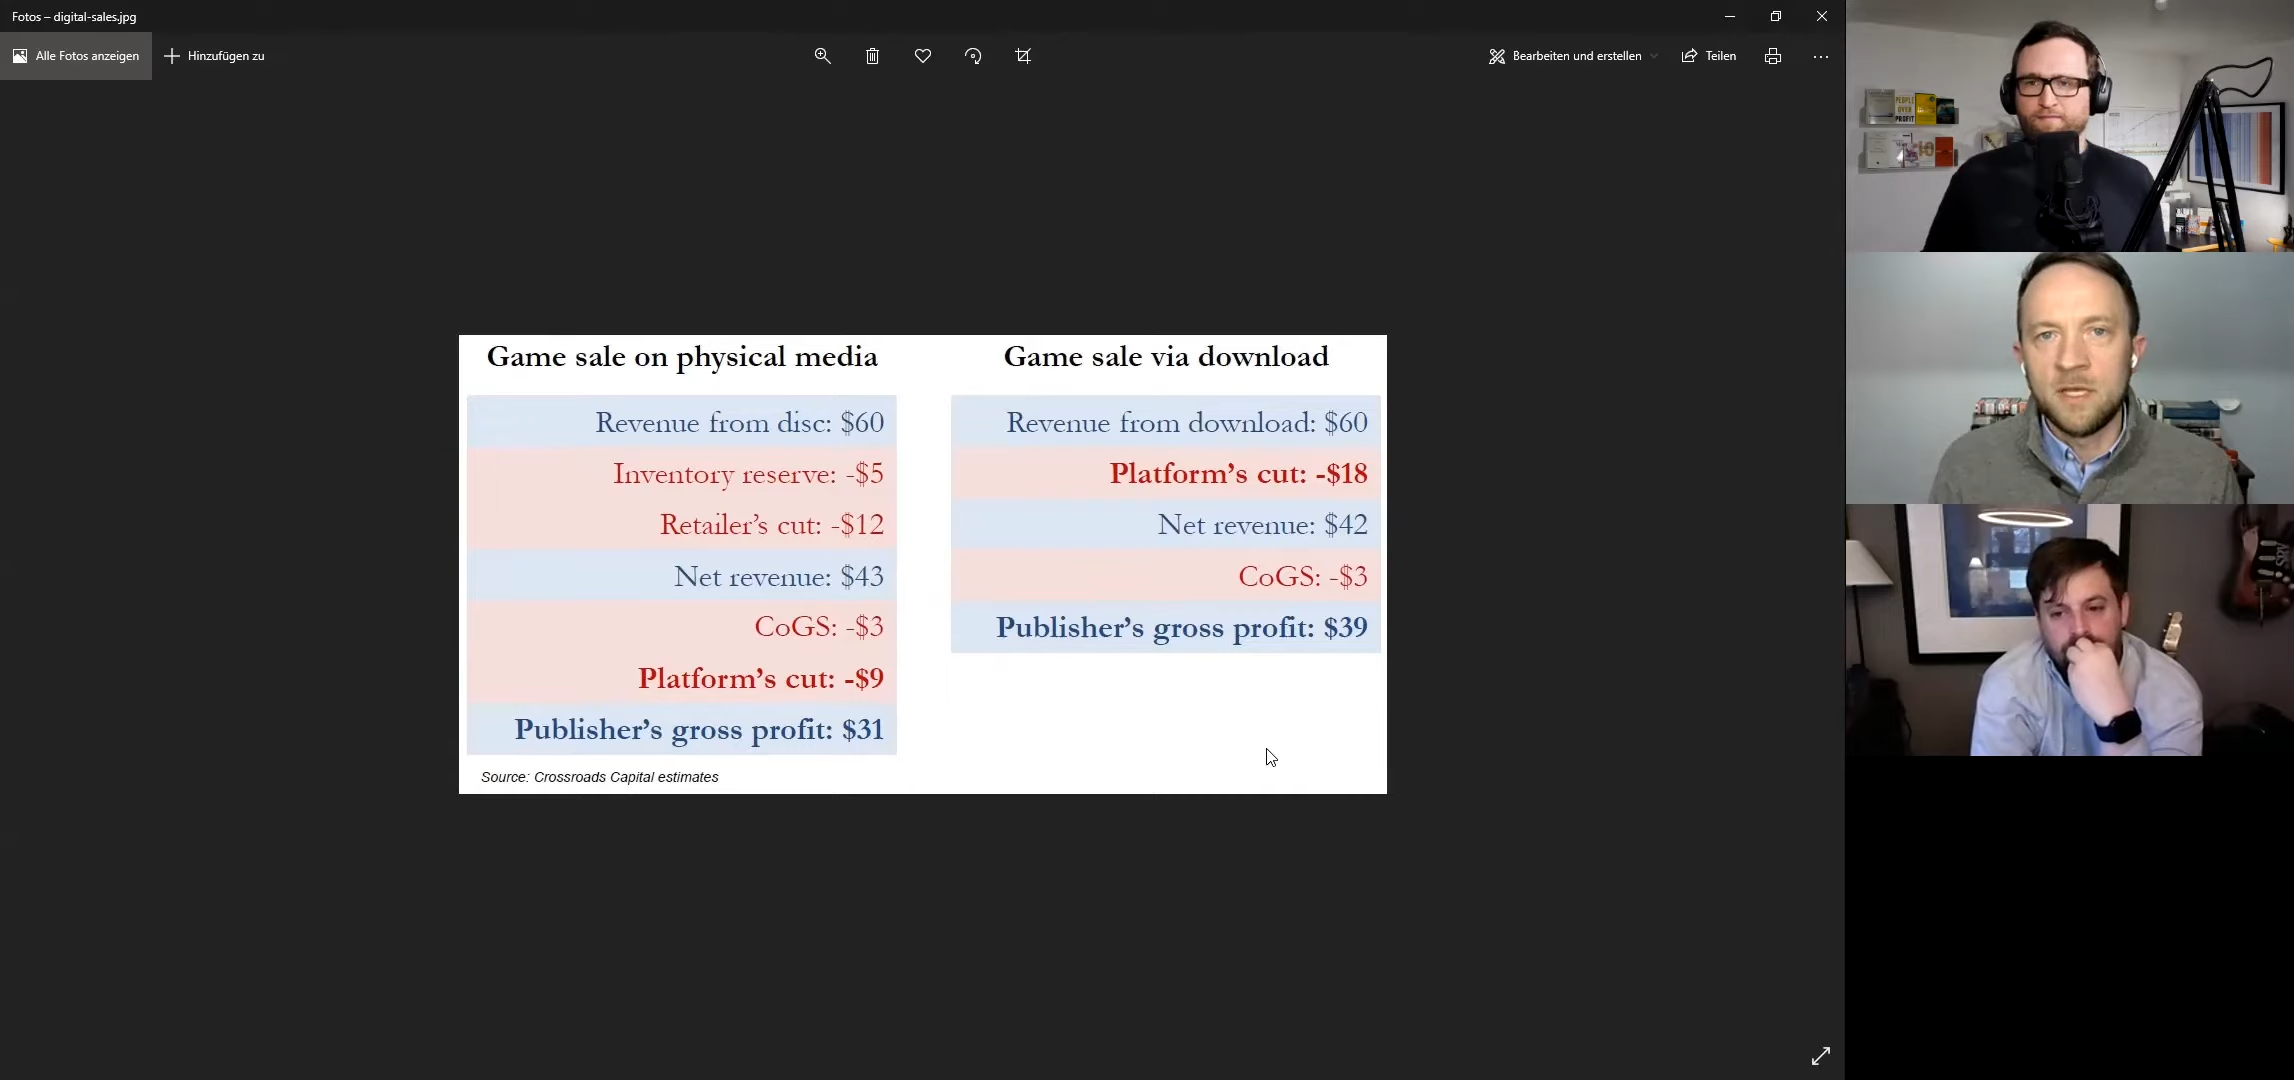 Fotos – digital-sales.jpg
Alle Fotos anzeigen
Hinzufügen zu
Bearbeiten und erstellen
Teilen
PEOPLE
OVER
PROFIT
Game sale on physical media
Revenue from disc: $60
Inventory reserve: -$5
Retailer’s cut: -$12
Net revenue: $43
CoGS: -$3
Platform’s cut: -$9
Publisher’s gross profit: $31
Source: Crossroads Capital estimates
Game sale via download
Revenue from download: $60
Platform’s cut: -$18
Net revenue: $42
CoGS: -$3
Publisher’s gross profit: $39